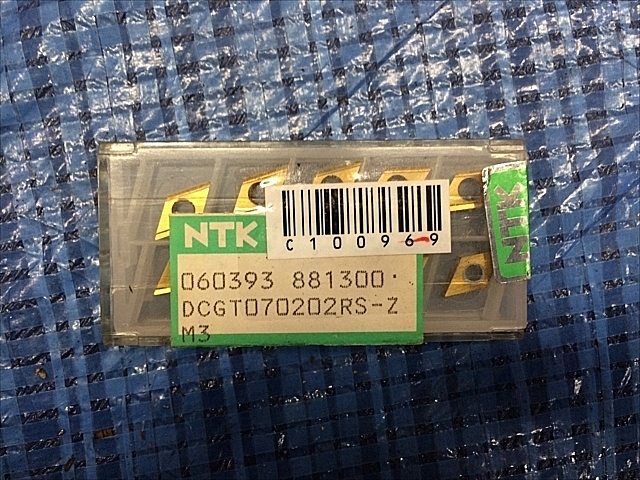 C100969
NTK
NTK
060393 881300
DCGT070202RS-Z
M3